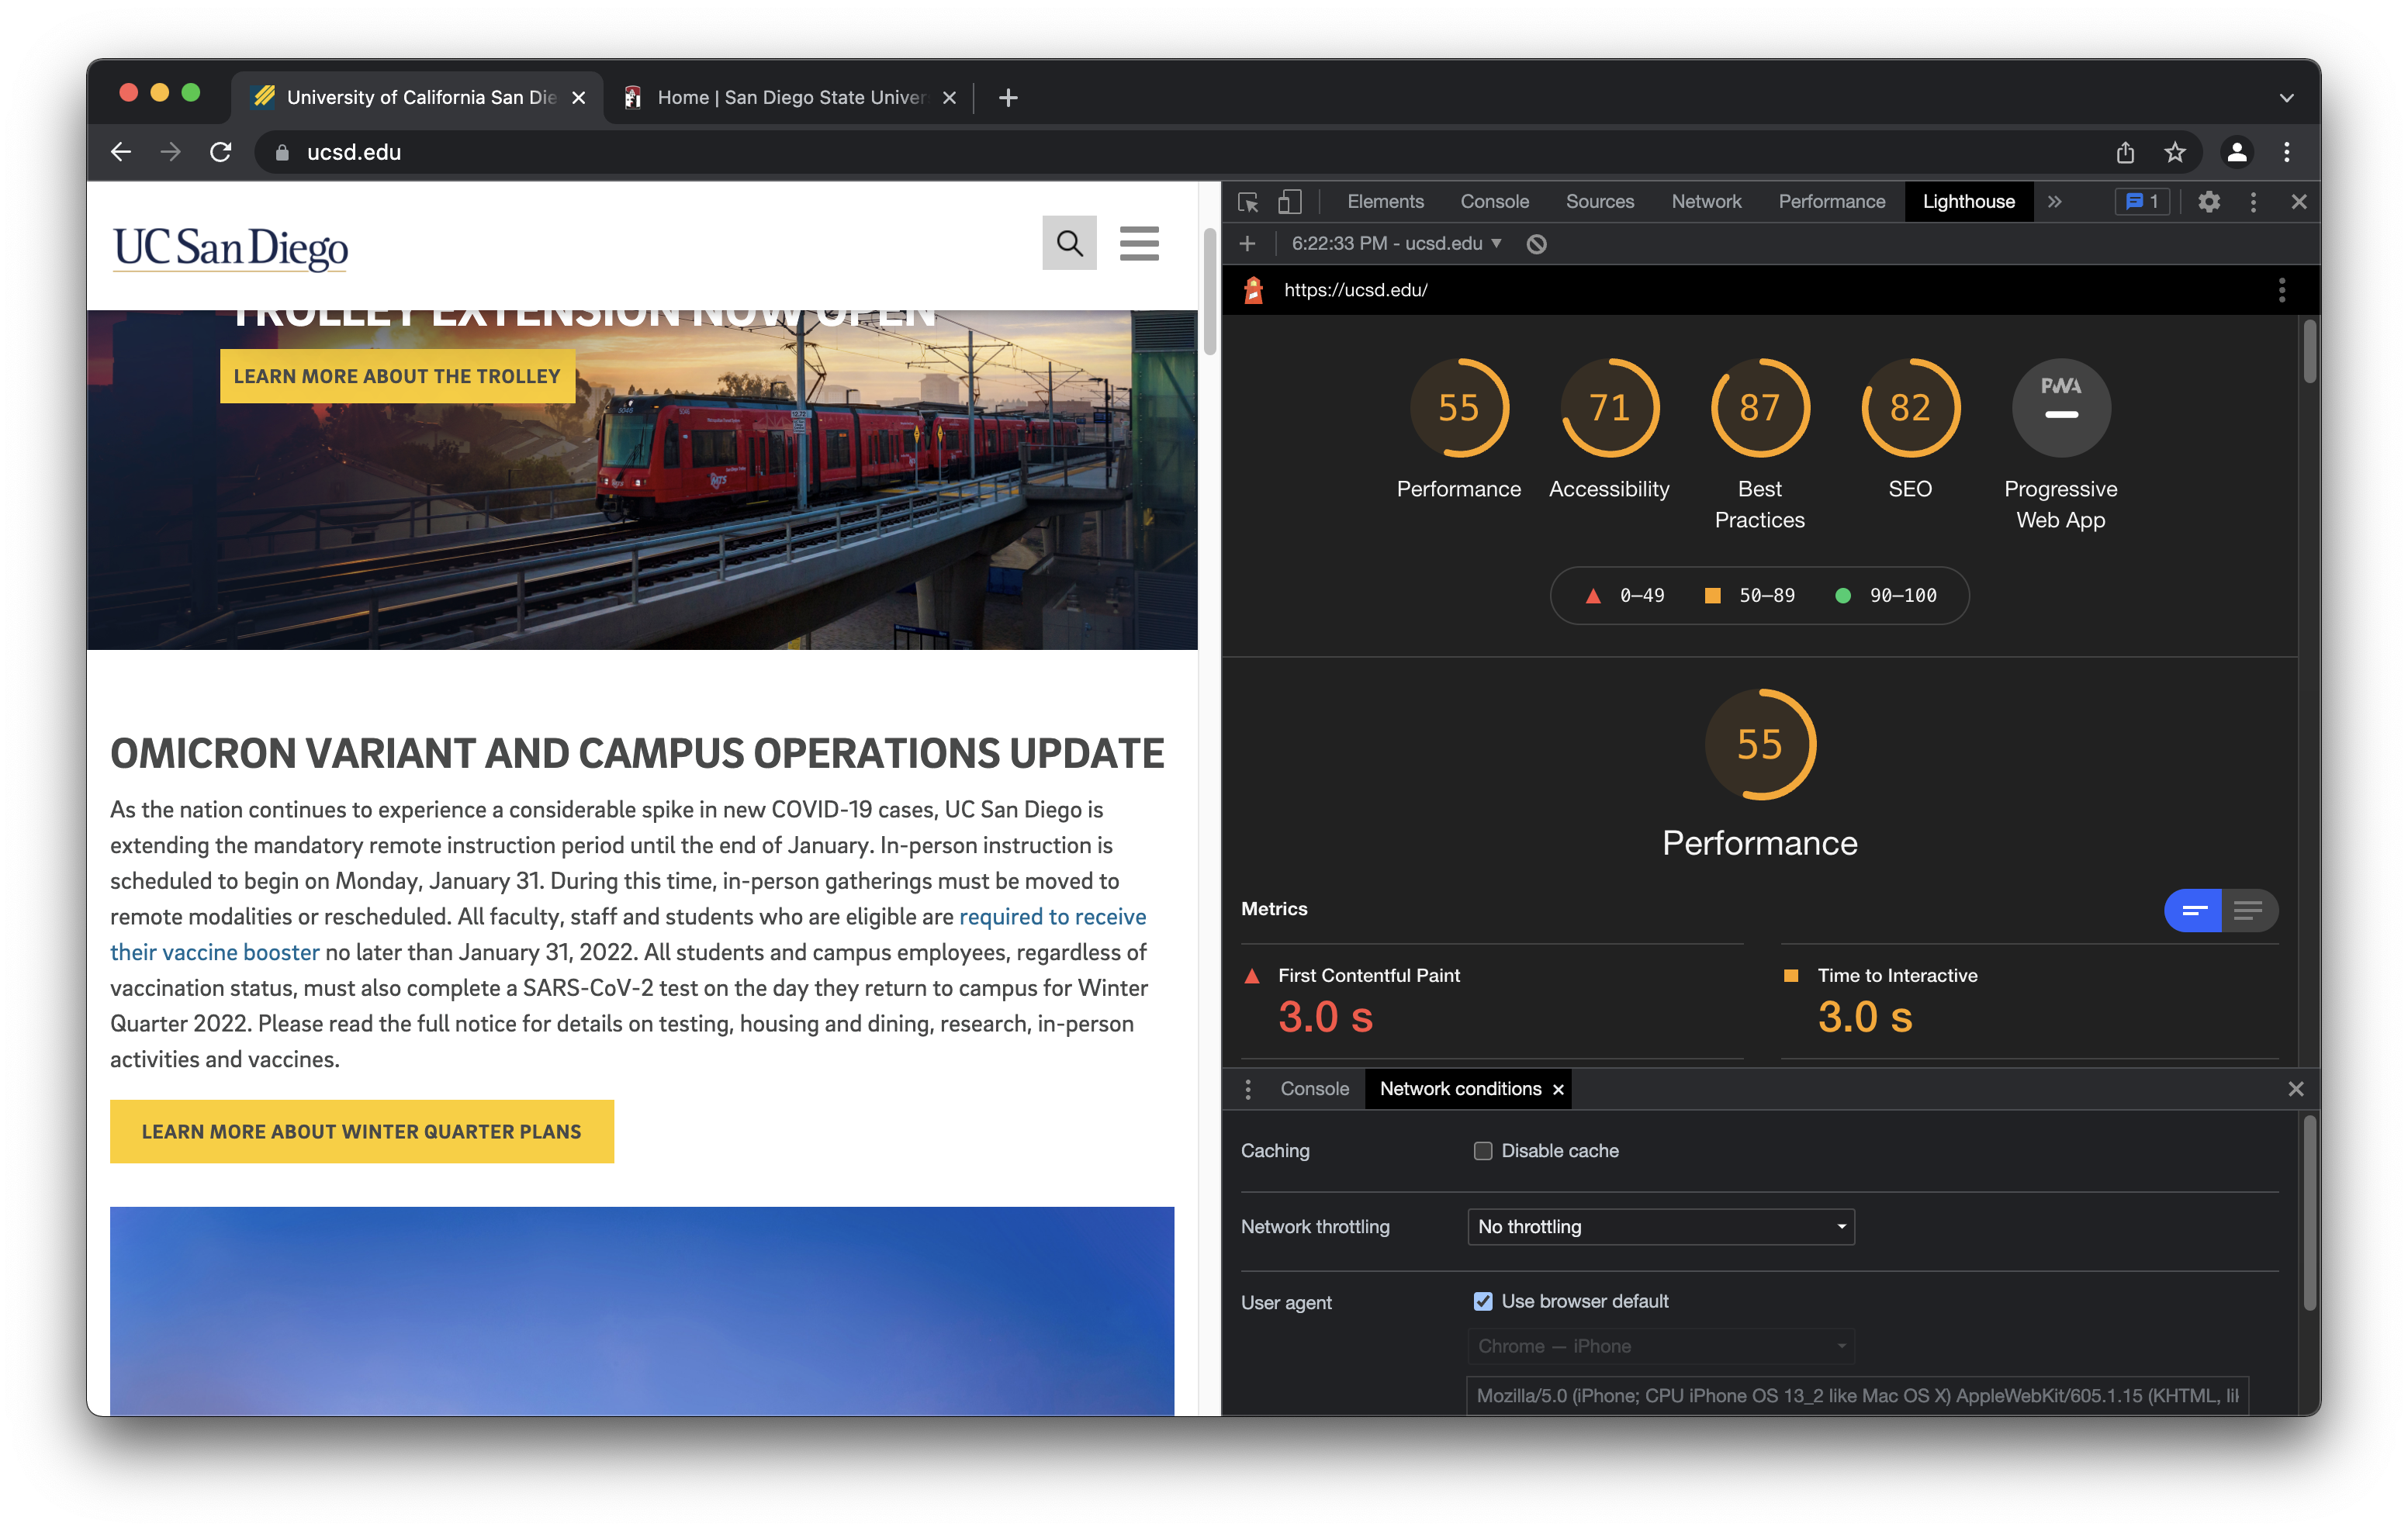 University of California San Die
Home | San Diego State Univer
ucsd.edu
UC San Diego
TROLLEY EXTENSION NOW OPEN
LEARN MORE ABOUT THE TROLLEY
MTS
OMICRON VARIANT AND CAMPUS OPERATIONS UPDATE
As the nation continues to experience a considerable spike in new COVID-19 cases, UC San Diego is
extending the mandatory remote instruction period until the end of January. In-person instruction is
scheduled to begin on Monday, January 31. During this time, in-person gatherings must be moved to
remote modalities or rescheduled. All faculty, staff and students who are eligible are required to receive
their vaccine booster no later than January 31, 2022. All students and campus employees, regardless of
vaccination status, must also complete a SARS-CoV-2 test on the day they return to campus for Winter
Quarter 2022. Please read the full notice for details on testing, housing and dining, research, in-person
activities and vaccines.
LEARN MORE ABOUT WINTER QUARTER PLANS
Elements Console Sources Network Performance Lighthouse 1
6:22:33 PM - ucsd.edu
https://ucsd.edu/
55 71 87 82 PWA
Performance Accessibility Best SEO Progressive
Practices Web App
0–49 50–89 90–100
55
Performance
Metrics
First Contentful Paint Time to Interactive
3.0 s 3.0 s
Console Network conditions
Caching Disable cache
Network throttling No throttling
User agent Use browser default
Chrome — iPhone
Mozilla/5.0 (iPhone; CPU iPhone OS 13_2 like Mac OS X) AppleWebKit/605.1.15 (KHTML, lik